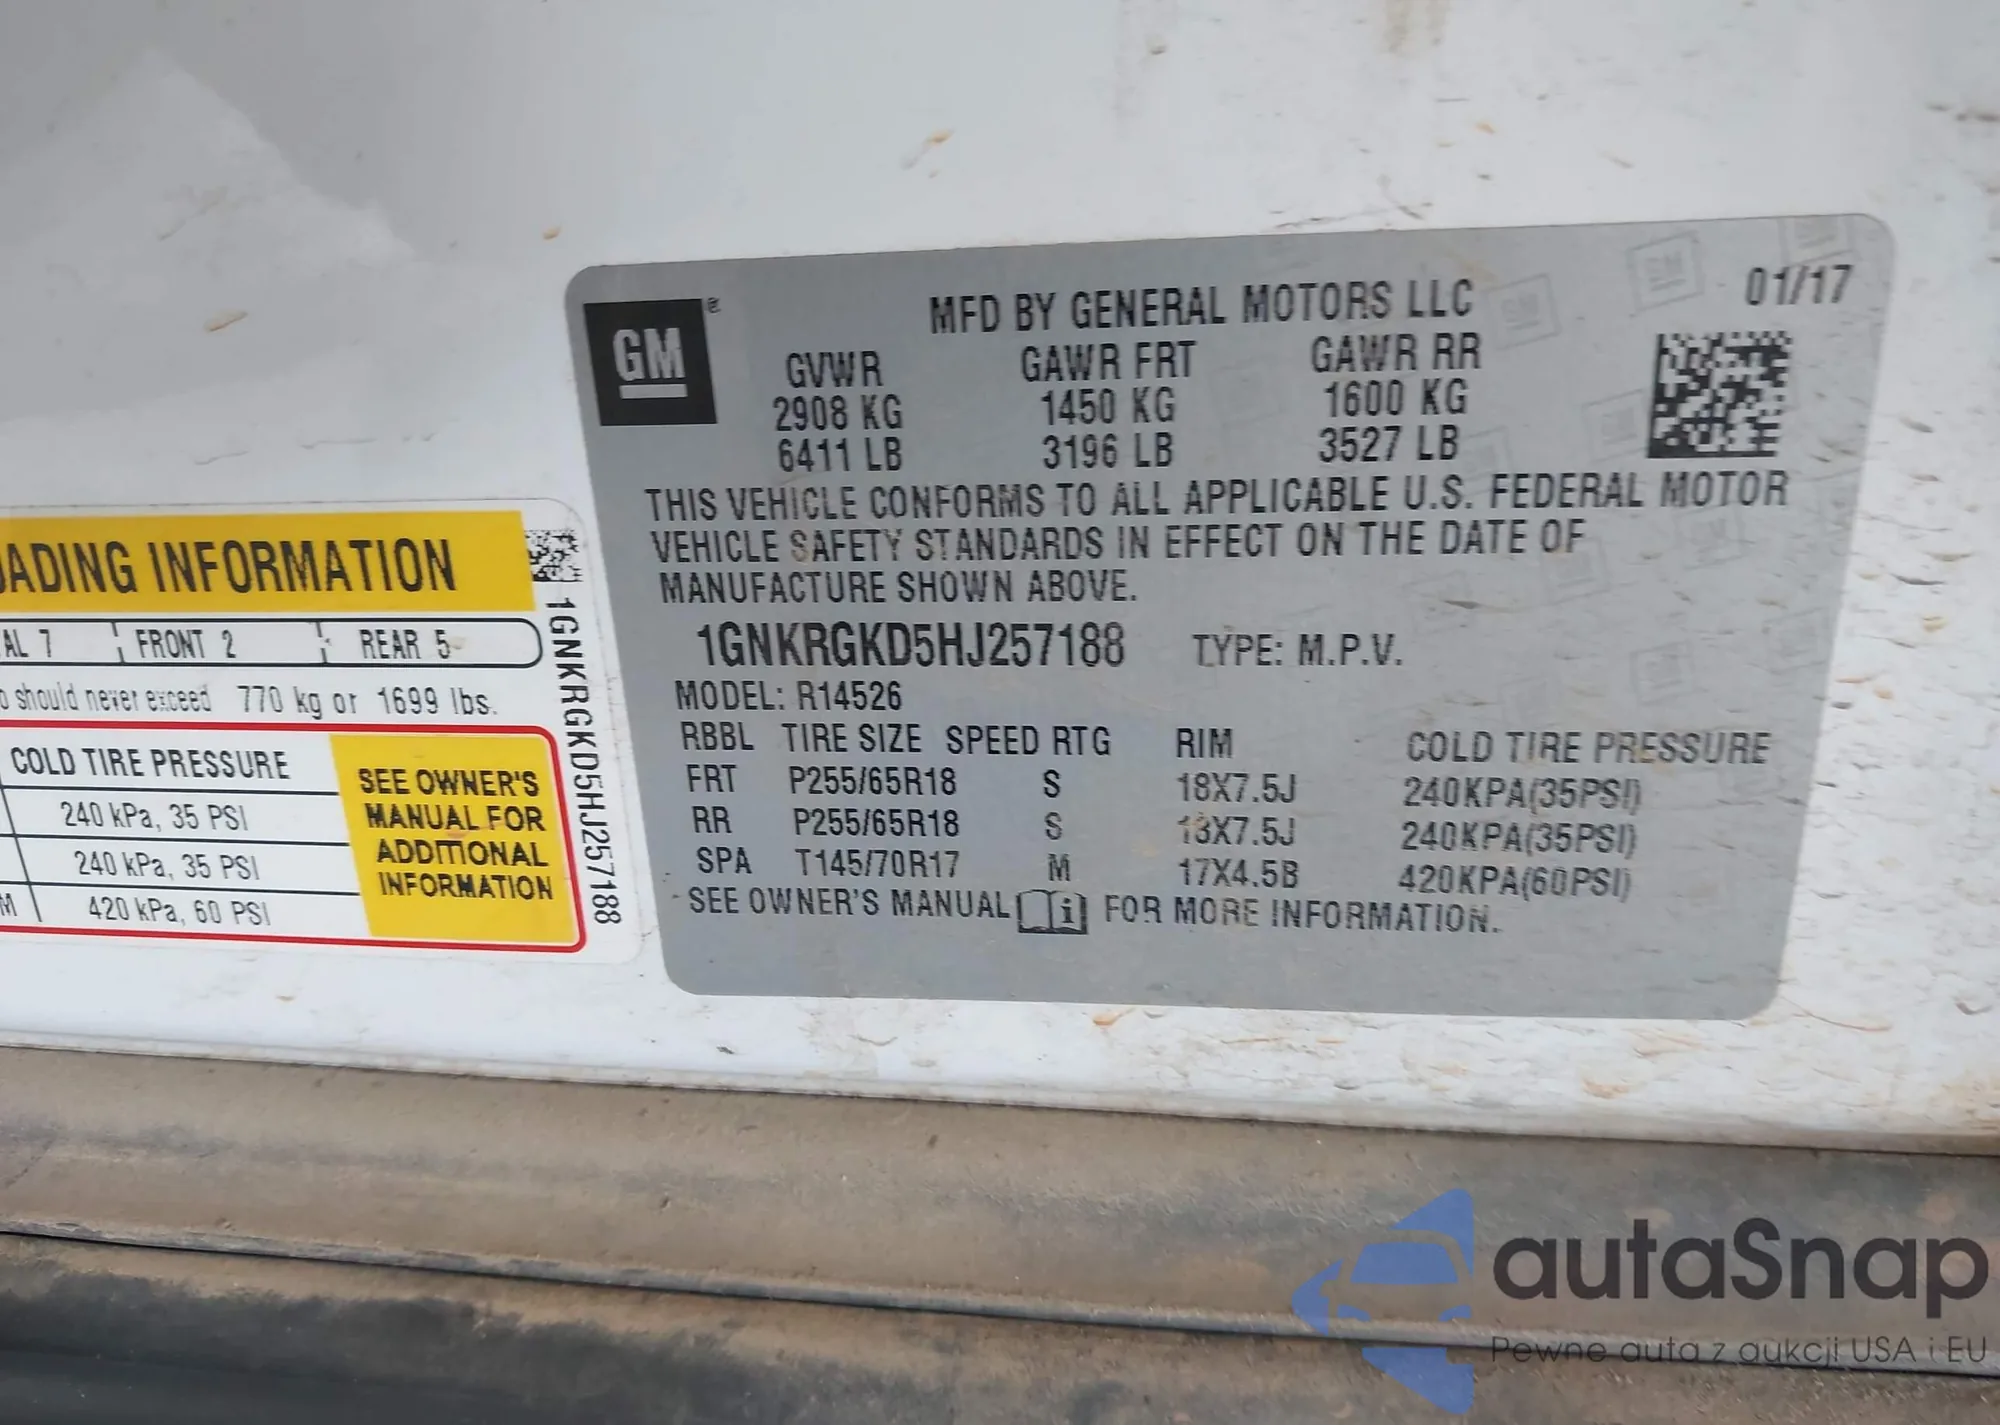 GM ®
MFD BY GENERAL MOTORS LLC 01/17
GVWR GAWR FRT GAWR RR
2908 KG 1450 KG 1600 KG
6411 LB 3196 LB 3527 LB
THIS VEHICLE CONFORMS TO ALL APPLICABLE U.S. FEDERAL MOTOR
VEHICLE SAFETY STANDARDS IN EFFECT ON THE DATE OF
MANUFACTURE SHOWN ABOVE.
1GNKRGKD5HJ257188 TYPE: M.P.V.
MODEL: R14526
RBBL TIRE SIZE SPEED RTG RIM COLD TIRE PRESSURE
FRT P255/65R18 S 18X7.5J 240KPA(35PSI)
RR P255/65R18 S 18X7.5J 240KPA(35PSI)
SPA T145/70R17 M 17X4.5B 420KPA(60PSI)
SEE OWNER'S MANUAL i FOR MORE INFORMATION.
ADING INFORMATION
AL 7 FRONT 2 REAR 5
should never exceed 770 kg or 1699 lbs.
COLD TIRE PRESSURE
240 kPa, 35 PSI
240 kPa, 35 PSI
M 420 kPa, 60 PSI
SEE OWNER'S
MANUAL FOR
ADDITIONAL
INFORMATION
1GNKRGKD5HJ257188
autaSnap
Pewne auta z aukcji USA i EU